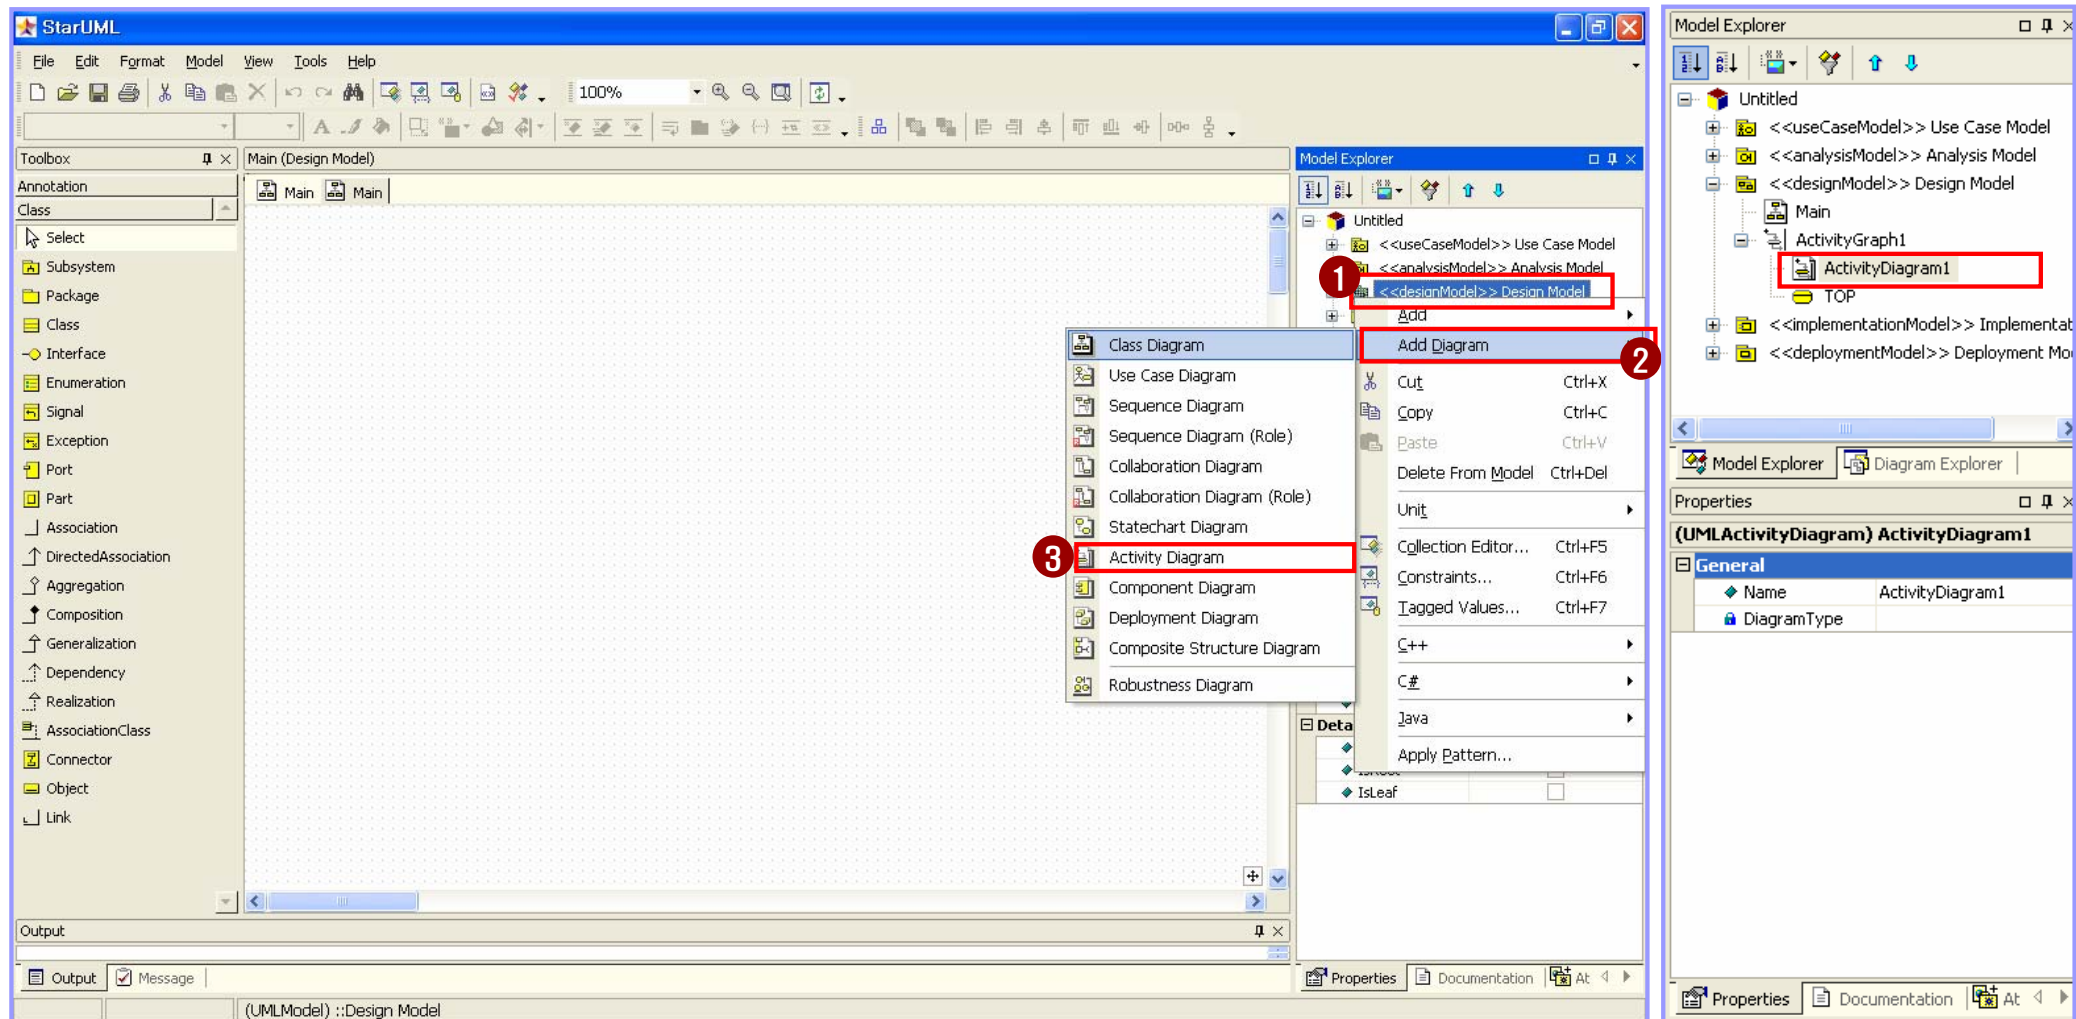 StarUML
File Edit Format Model View Tools Help
100%
Toolbox
Annotation
Class
Select
Subsystem
Package
Class
Interface
Enumeration
Signal
Exception
Port
Part
Association
DirectedAssociation
Aggregation
Composition
Generalization
Dependency
Realization
AssociationClass
Connector
Object
Link
Main (Design Model)
Main Main
Model Explorer
Untitled
<<useCaseModel>> Use Case Model
<<analysisModel>> Analysis Model
1
<<designModel>> Design Model
Add
Add Diagram
2
Cut Ctrl+X
Copy Ctrl+C
Paste Ctrl+V
Delete From Model Ctrl+Del
Unit
Collection Editor... Ctrl+F5
Constraints... Ctrl+F6
Tagged Values... Ctrl+F7
C++
C#
Java
Apply Pattern...
Class Diagram
Use Case Diagram
Sequence Diagram
Sequence Diagram (Role)
Collaboration Diagram
Collaboration Diagram (Role)
Statechart Diagram
3
Activity Diagram
Component Diagram
Deployment Diagram
Composite Structure Diagram
Robustness Diagram
Deta
IsLeaf
Output
Output Message
Properties Documentation At
(UMLModel) ::Design Model
Model Explorer
Untitled
<<useCaseModel>> Use Case Model
<<analysisModel>> Analysis Model
<<designModel>> Design Model
Main
ActivityGraph1
ActivityDiagram1
TOP
<<implementationModel>> Implementat
<<deploymentModel>> Deployment Mo
Model Explorer Diagram Explorer
Properties
(UMLActivityDiagram) ActivityDiagram1
General
Name ActivityDiagram1
DiagramType
Properties Documentation At